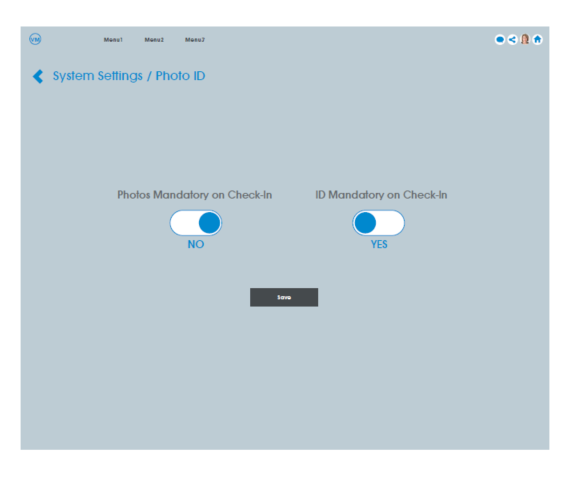 VM
Menu1 Menu2 Menu3
System Settings / Photo ID
Photos Mandatory on Check-In ID Mandatory on Check-In
NO YES
Save